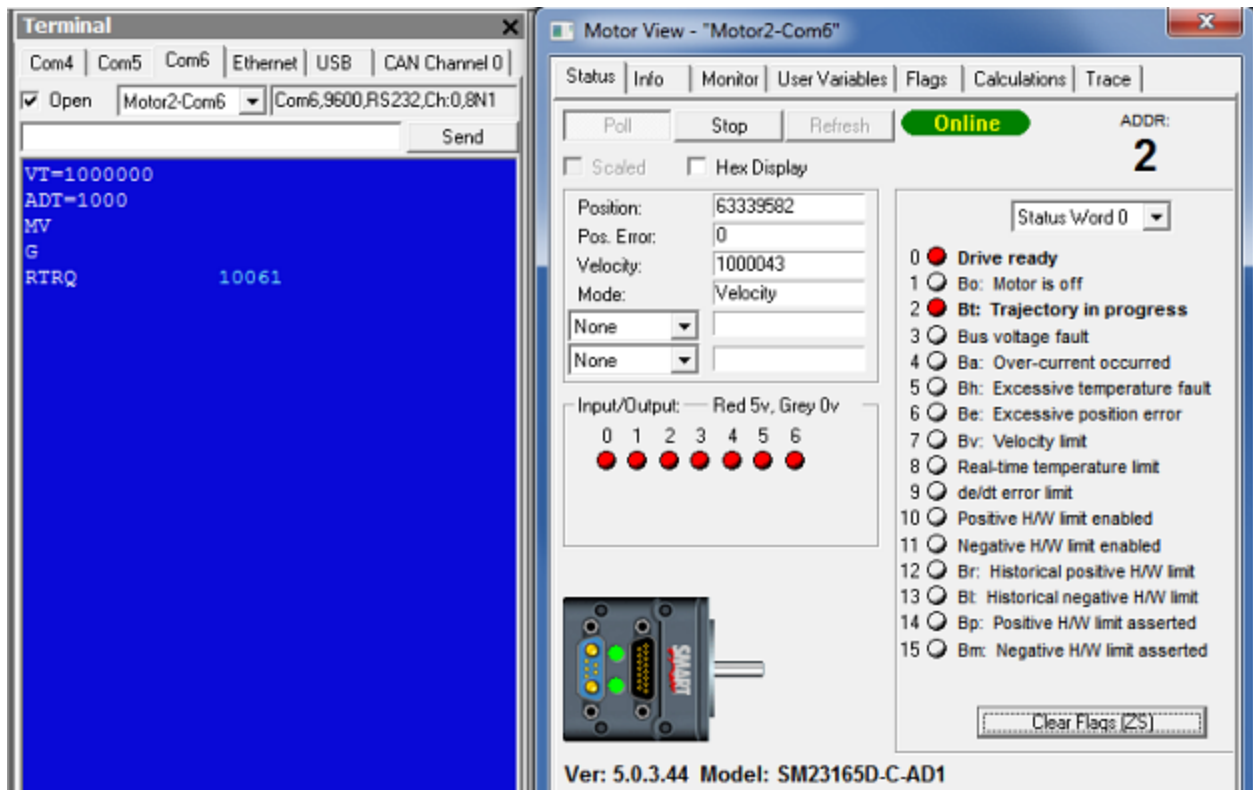 Terminal
Com4 Com5 Com6 Ethernet USB CAN Channel 0
Open Motor2-Com6 Com6,9600,RS232,Ch:0,8N1
Send
VT=1000000
ADT=1000
MV
G
RTRQ 10061
Motor View - "Motor2-Com6"
Status Info Monitor User Variables Flags Calculations Trace
Poll Stop Refresh Online
ADDR:
2
Scaled Hex Display
Position: 63339582
Pos. Error: 0
Velocity: 1000043
Mode: Velocity
None
None
Input/Output: Red 5v, Grey 0v
0 1 2 3 4 5 6
Status Word 0
0 Drive ready
1 Bo: Motor is off
2 Bt: Trajectory in progress
3 Bus voltage fault
4 Ba: Over-current occurred
5 Bh: Excessive temperature fault
6 Be: Excessive position error
7 Bv: Velocity limit
8 Real-time temperature limit
9 de/dt error limit
10 Positive H/W limit enabled
11 Negative H/W limit enabled
12 Br: Historical positive H/W limit
13 Bl: Historical negative H/W limit
14 Bp: Positive H/W limit asserted
15 Bm: Negative H/W limit asserted
Clear Flags (ZS)
SMART
Ver: 5.0.3.44 Model: SM23165D-C-AD1